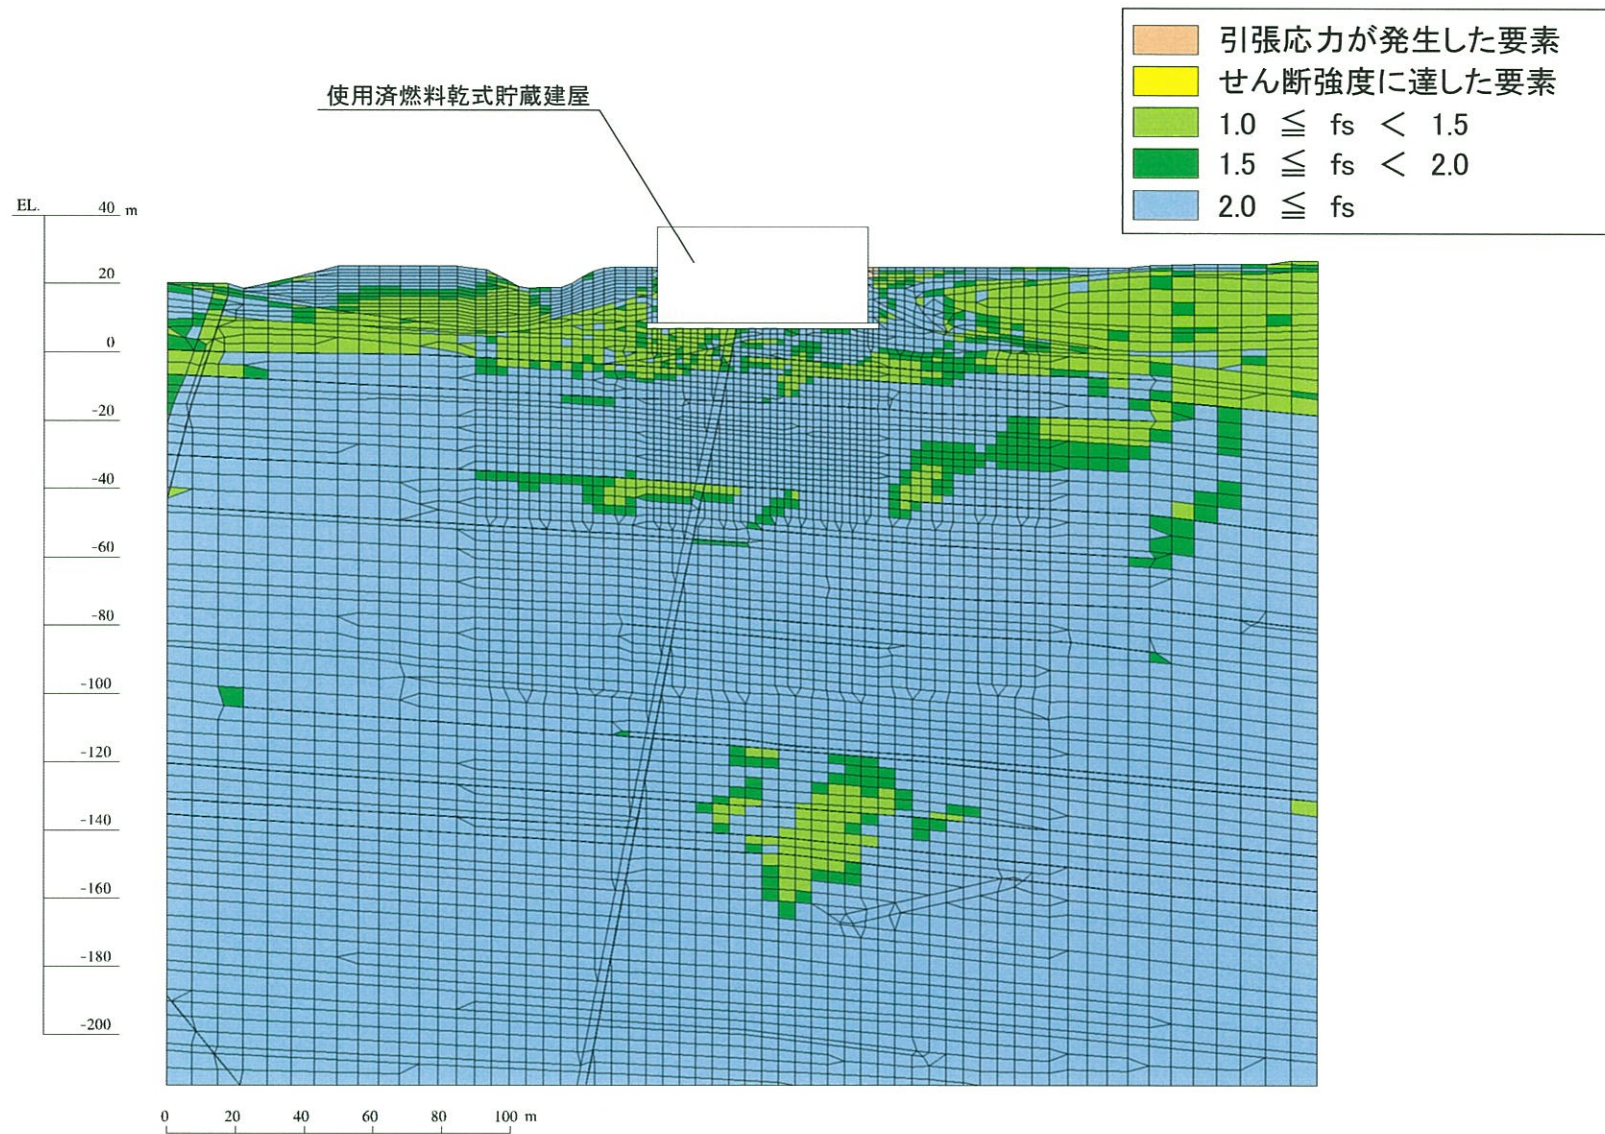 引張応力が発生した要素
せん断強度に達した要素
1.0 ≦ fs < 1.5
1.5 ≦ fs < 2.0
2.0 ≦ fs
使用済燃料乾式貯蔵建屋
EL. 40 m
20
0
-20
-40
-60
-80
-100
-120
-140
-160
-180
-200
0 20 40 60 80 100 m